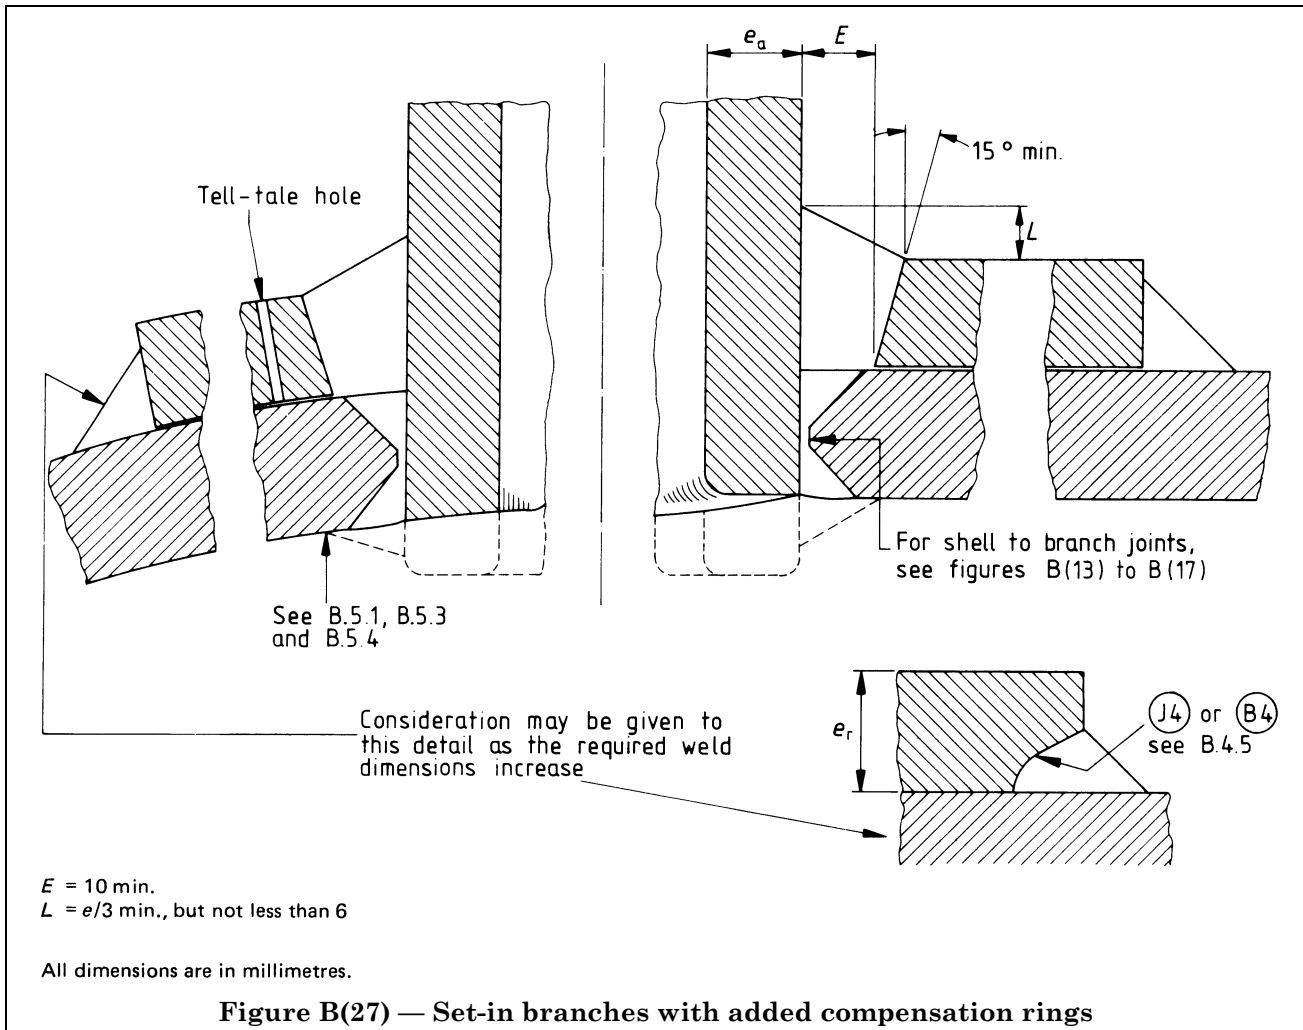 eₐ
E
15° min.
Tell-tale hole
L
For shell to branch joints,
see figures B(13) to B(17)
See B.5.1, B.5.3
and B.5.4
Consideration may be given to
this detail as the required weld
dimensions increase
eᵣ
J4 or B4
see B.4.5
E = 10 min.
L = e/3 min., but not less than 6
All dimensions are in millimetres.
Figure B(27) — Set-in branches with added compensation rings